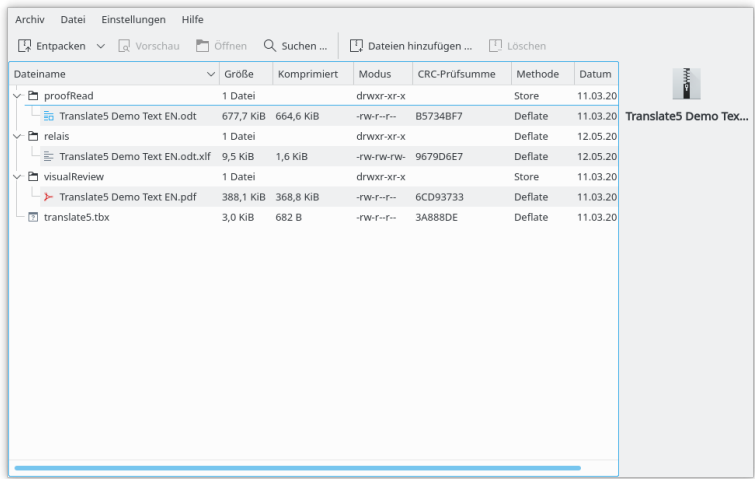 Archiv Datei Einstellungen Hilfe
Entpacken Vorschau Öffnen Suchen ... Dateien hinzufügen ... Löschen
Dateiname Größe Komprimiert Modus CRC-Prüfsumme Methode Datum
proofRead 1 Datei drwxr-xr-x Store 11.03.20
Translate5 Demo Text EN.odt 677,7 KiB 664,6 KiB -rw-r--r-- B5734BF7 Deflate 11.03.20 Translate5 Demo Tex...
relais 1 Datei drwxr-xr-x 12.05.20
Translate5 Demo Text EN.odt.xlf 9,5 KiB 1,6 KiB -rw-rw-rw- 9679D6E7 Deflate 12.05.20
visualReview 1 Datei drwxr-xr-x Store 11.03.20
Translate5 Demo Text EN.pdf 388,1 KiB 368,8 KiB -rw-r--r-- 6CD93733 Deflate 11.03.20
translate5.tbx 3,0 KiB 682 B -rw-r--r-- 3A888DE Deflate 11.03.20